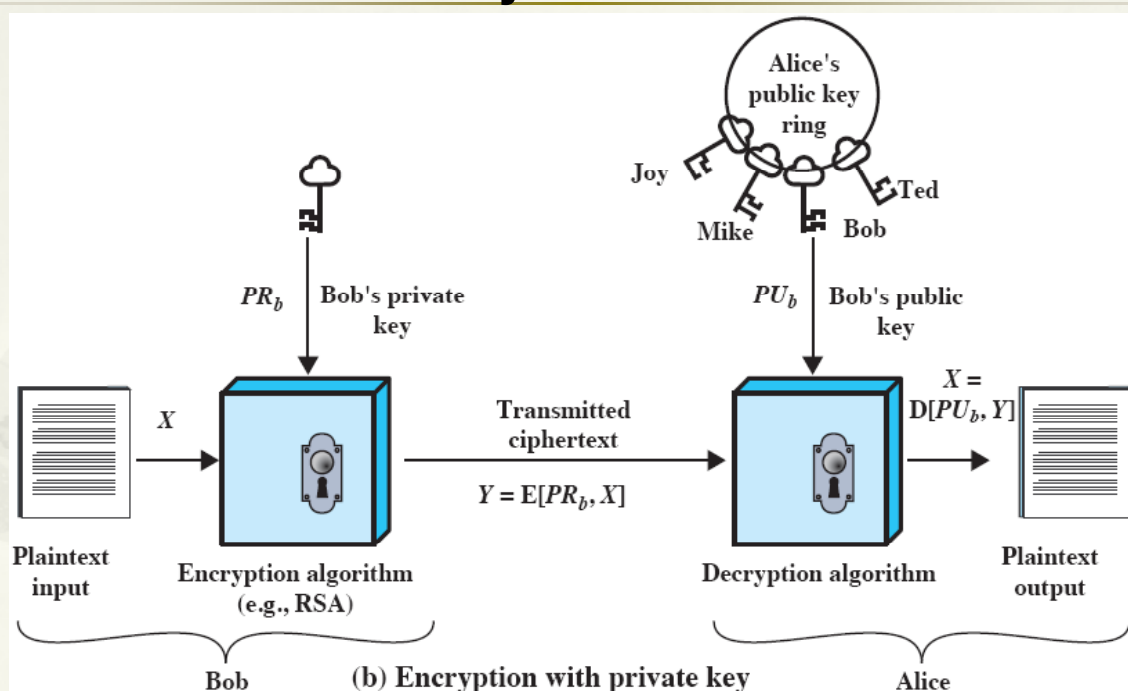 Alice's
public key
ring
Joy
Ted
Mike
Bob
PRb
Bob's private
key
PUb
Bob's public
key
X
Transmitted
ciphertext
X =
D[PUb, Y]
Y = E[PRb, X]
Plaintext
input
Encryption algorithm
(e.g., RSA)
Decryption algorithm
Plaintext
output
Bob
(b) Encryption with private key
Alice